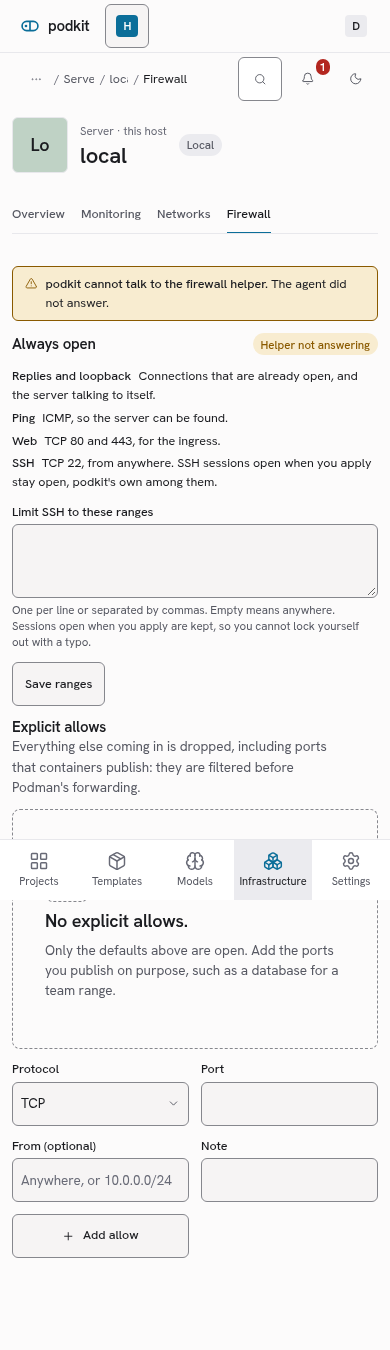 podkit
H
D
... / Serve / loca / Firewall
1
Lo
Server · this host
local
Local
Overview Monitoring Networks Firewall
podkit cannot talk to the firewall helper. The agent did
not answer.
Always open
Helper not answering
Replies and loopback Connections that are already open, and
the server talking to itself.
Ping ICMP, so the server can be found.
Web TCP 80 and 443, for the ingress.
SSH TCP 22, from anywhere. SSH sessions open when you apply
stay open, podkit's own among them.
Limit SSH to these ranges
One per line or separated by commas. Empty means anywhere.
Sessions open when you apply are kept, so you cannot lock yourself
out with a typo.
Save ranges
Explicit allows
Everything else coming in is dropped, including ports
that containers publish: they are filtered before
Podman's forwarding.
Projects Templates Models Infrastructure Settings
No explicit allows.
Only the defaults above are open. Add the ports
you publish on purpose, such as a database for a
team range.
Protocol Port
TCP
From (optional) Note
Anywhere, or 10.0.0.0/24
+ Add allow